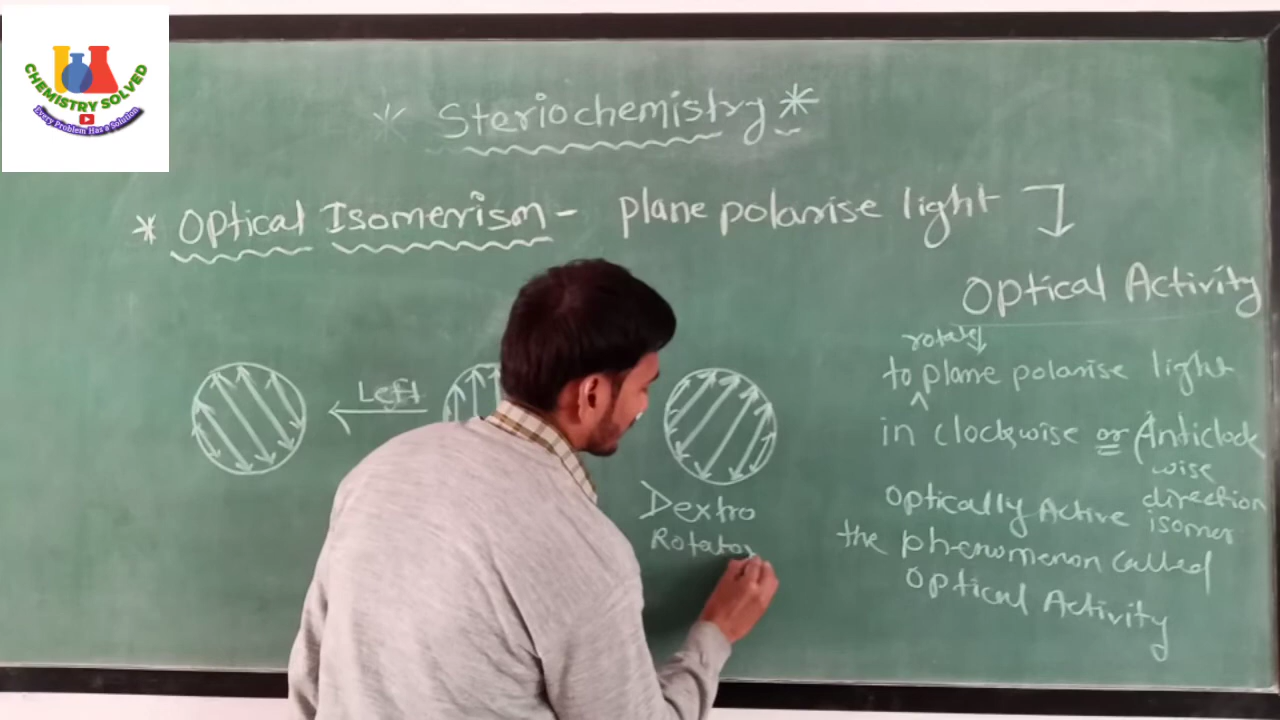 CHEMISTRY SOLVED
Every Problem Has a Solution
* Steriochemistry *
* Optical Isomerism - plane polarise light
Optical Activity
rotate
to plane polarise light
in clockwise or Anticlock
wise
direction
Optically Active isomer
the phenomenon called
Optical Activity
Left
Dextro
Rotatory